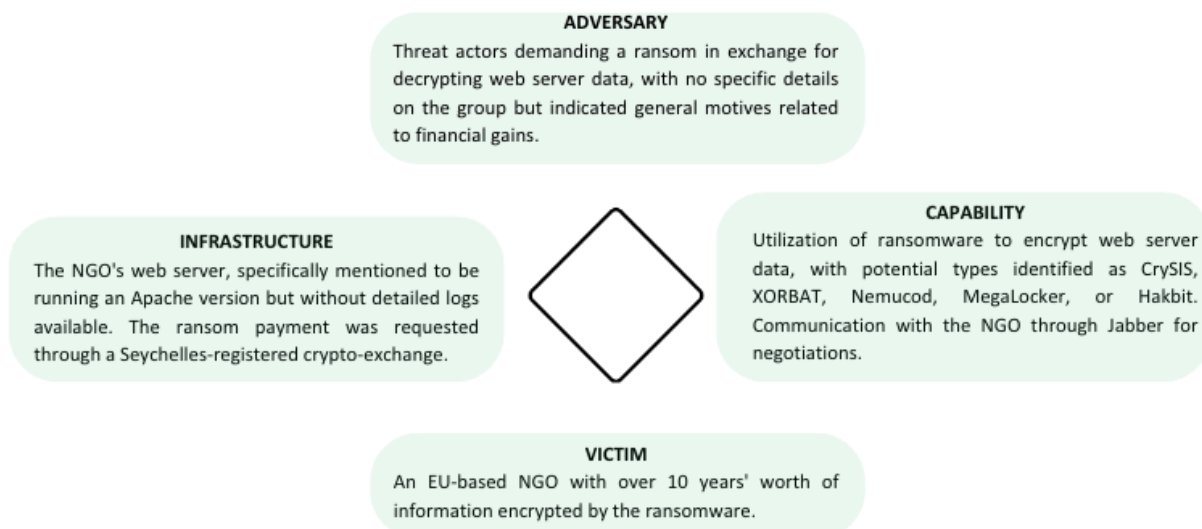 ADVERSARY
Threat actors demanding a ransom in exchange for
decrypting web server data, with no specific details
on the group but indicated general motives related
to financial gains.
INFRASTRUCTURE
The NGO's web server, specifically mentioned to be
running an Apache version but without detailed logs
available. The ransom payment was requested
through a Seychelles-registered crypto-exchange.
CAPABILITY
Utilization of ransomware to encrypt web server
data, with potential types identified as CrySIS,
XORBAT, Nemucod, MegaLocker, or Hakbit.
Communication with the NGO through Jabber for
negotiations.
VICTIM
An EU-based NGO with over 10 years' worth of
information encrypted by the ransomware.